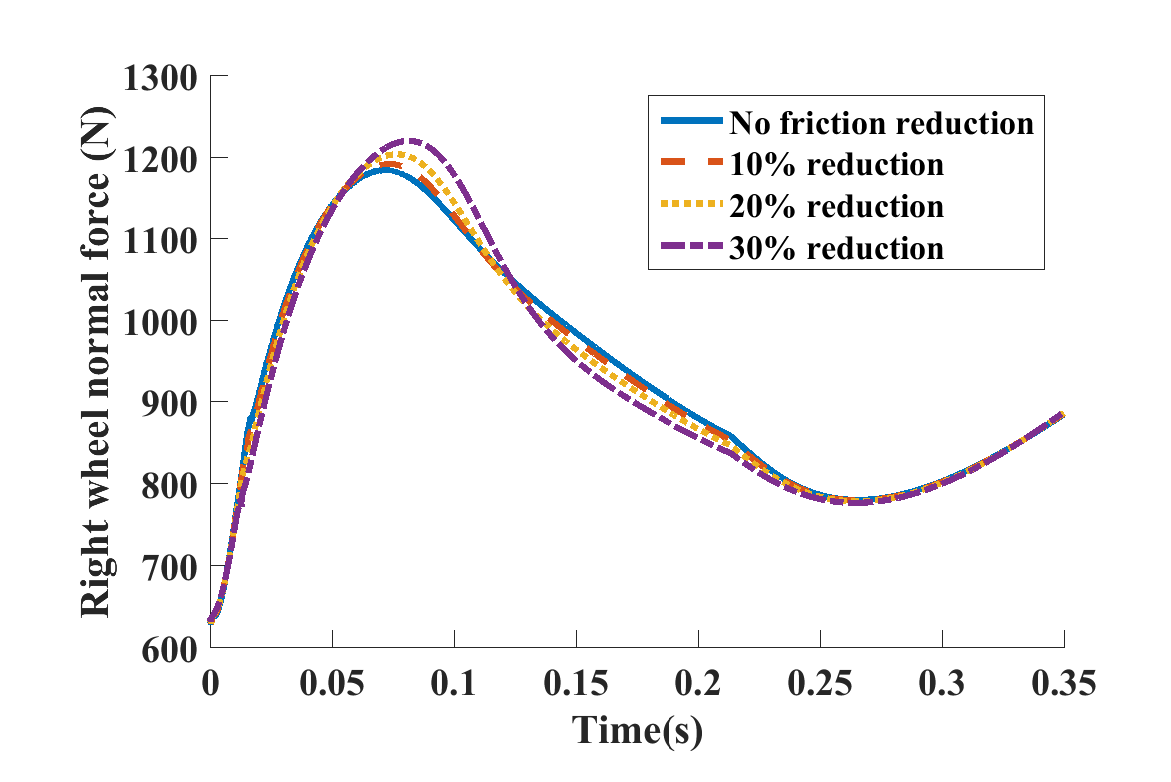 1300
1200
1100
1000
900
800
700
600
Right wheel normal force (N)
No friction reduction
10% reduction
20% reduction
30% reduction
0
0.05
0.1
0.15
0.2
0.25
0.3
0.35
Time(s)